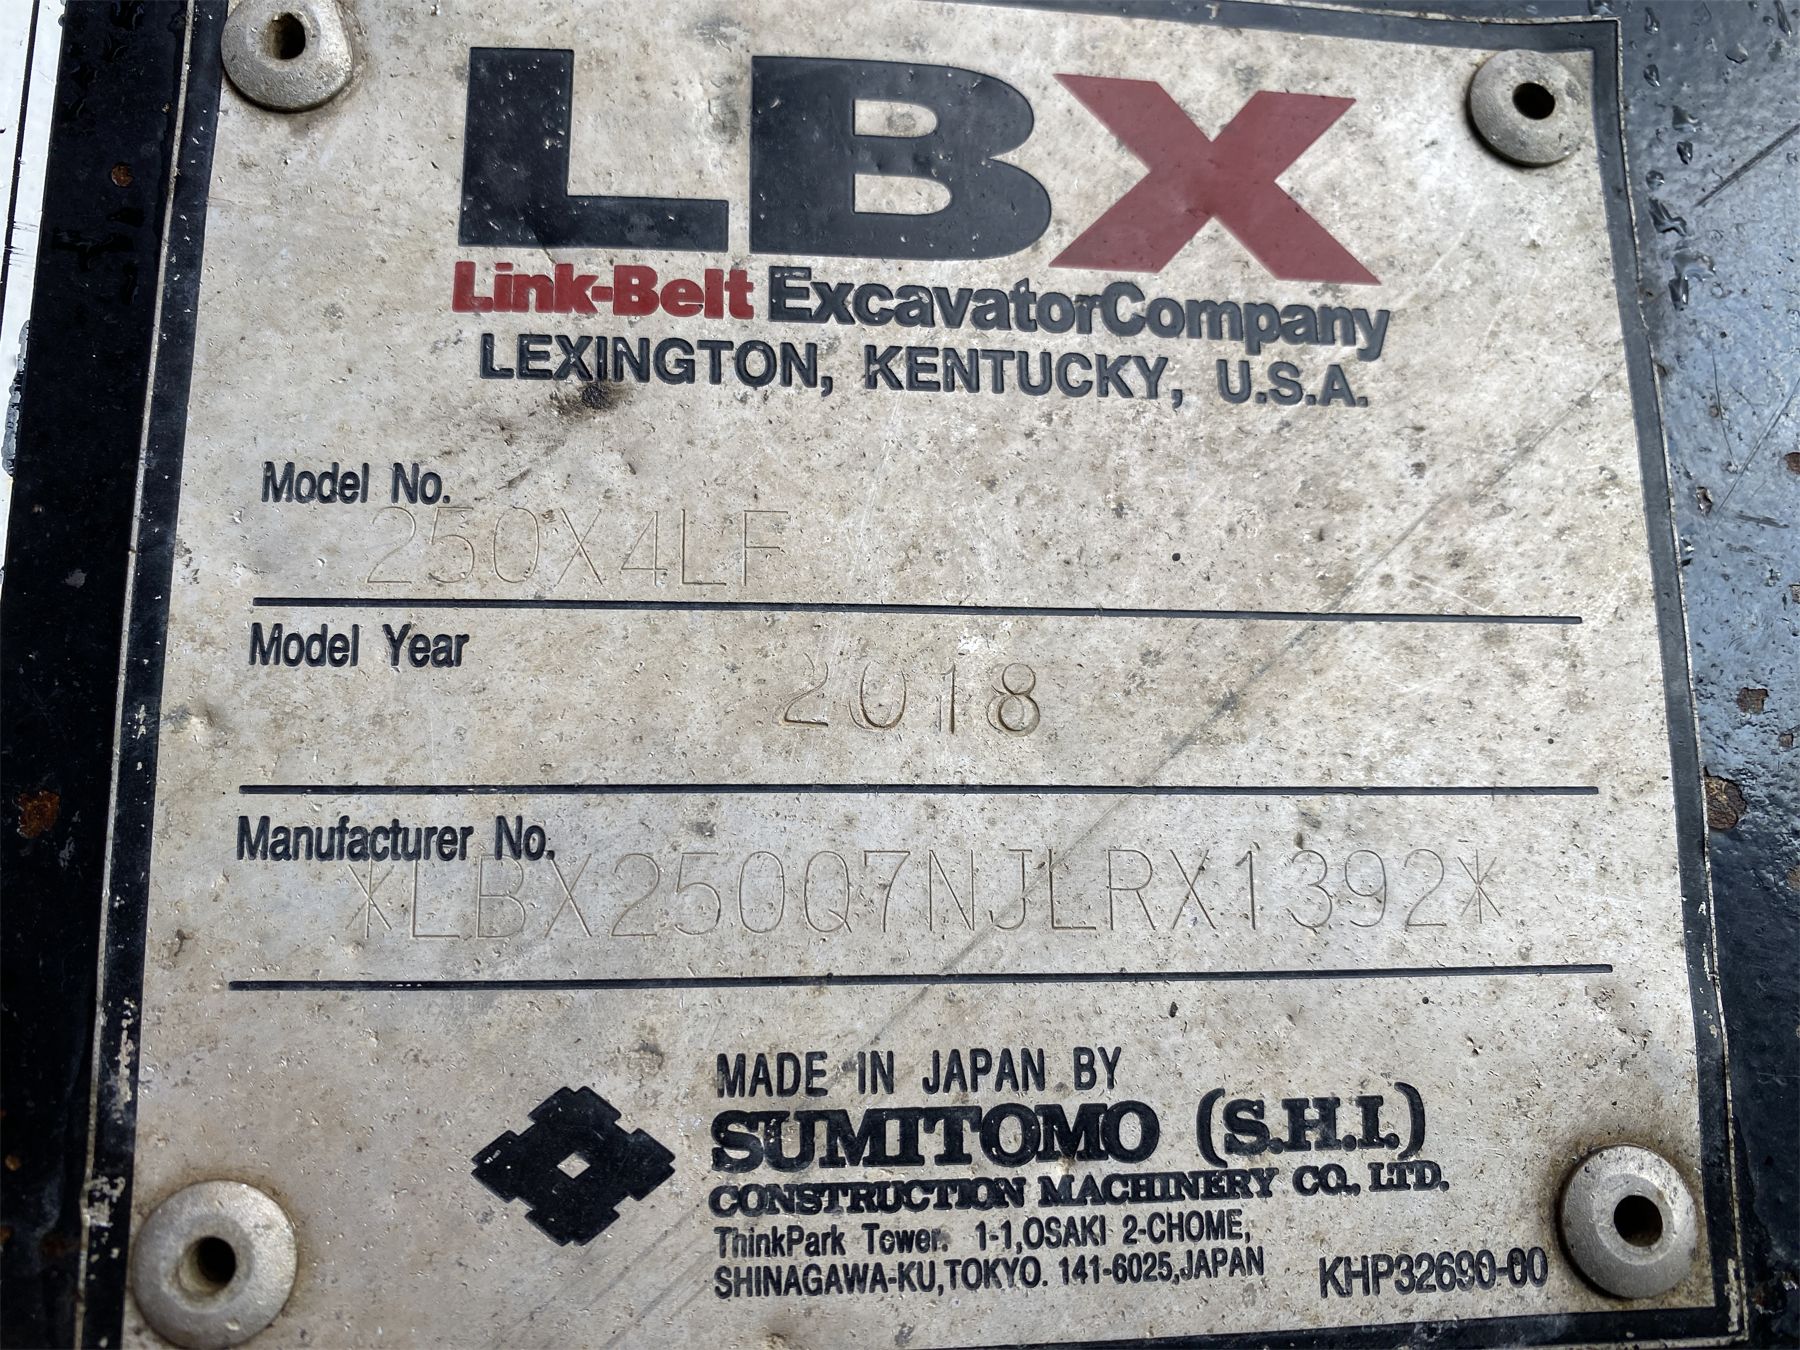 LBX
Link-Belt ExcavatorCompany
LEXINGTON, KENTUCKY, U.S.A.
Model No.
250X4LF
Model Year
2018
Manufacturer No.
*LBX250Q7NJLRX1392*
MADE IN JAPAN BY
SUMITOMO (S.H.I.)
CONSTRUCTION MACHINERY CO., LTD.
ThinkPark Tower. 1-1,OSAKI 2-CHOME,
SHINAGAWA-KU,TOKYO. 141-6025,JAPAN
KHP32690-00